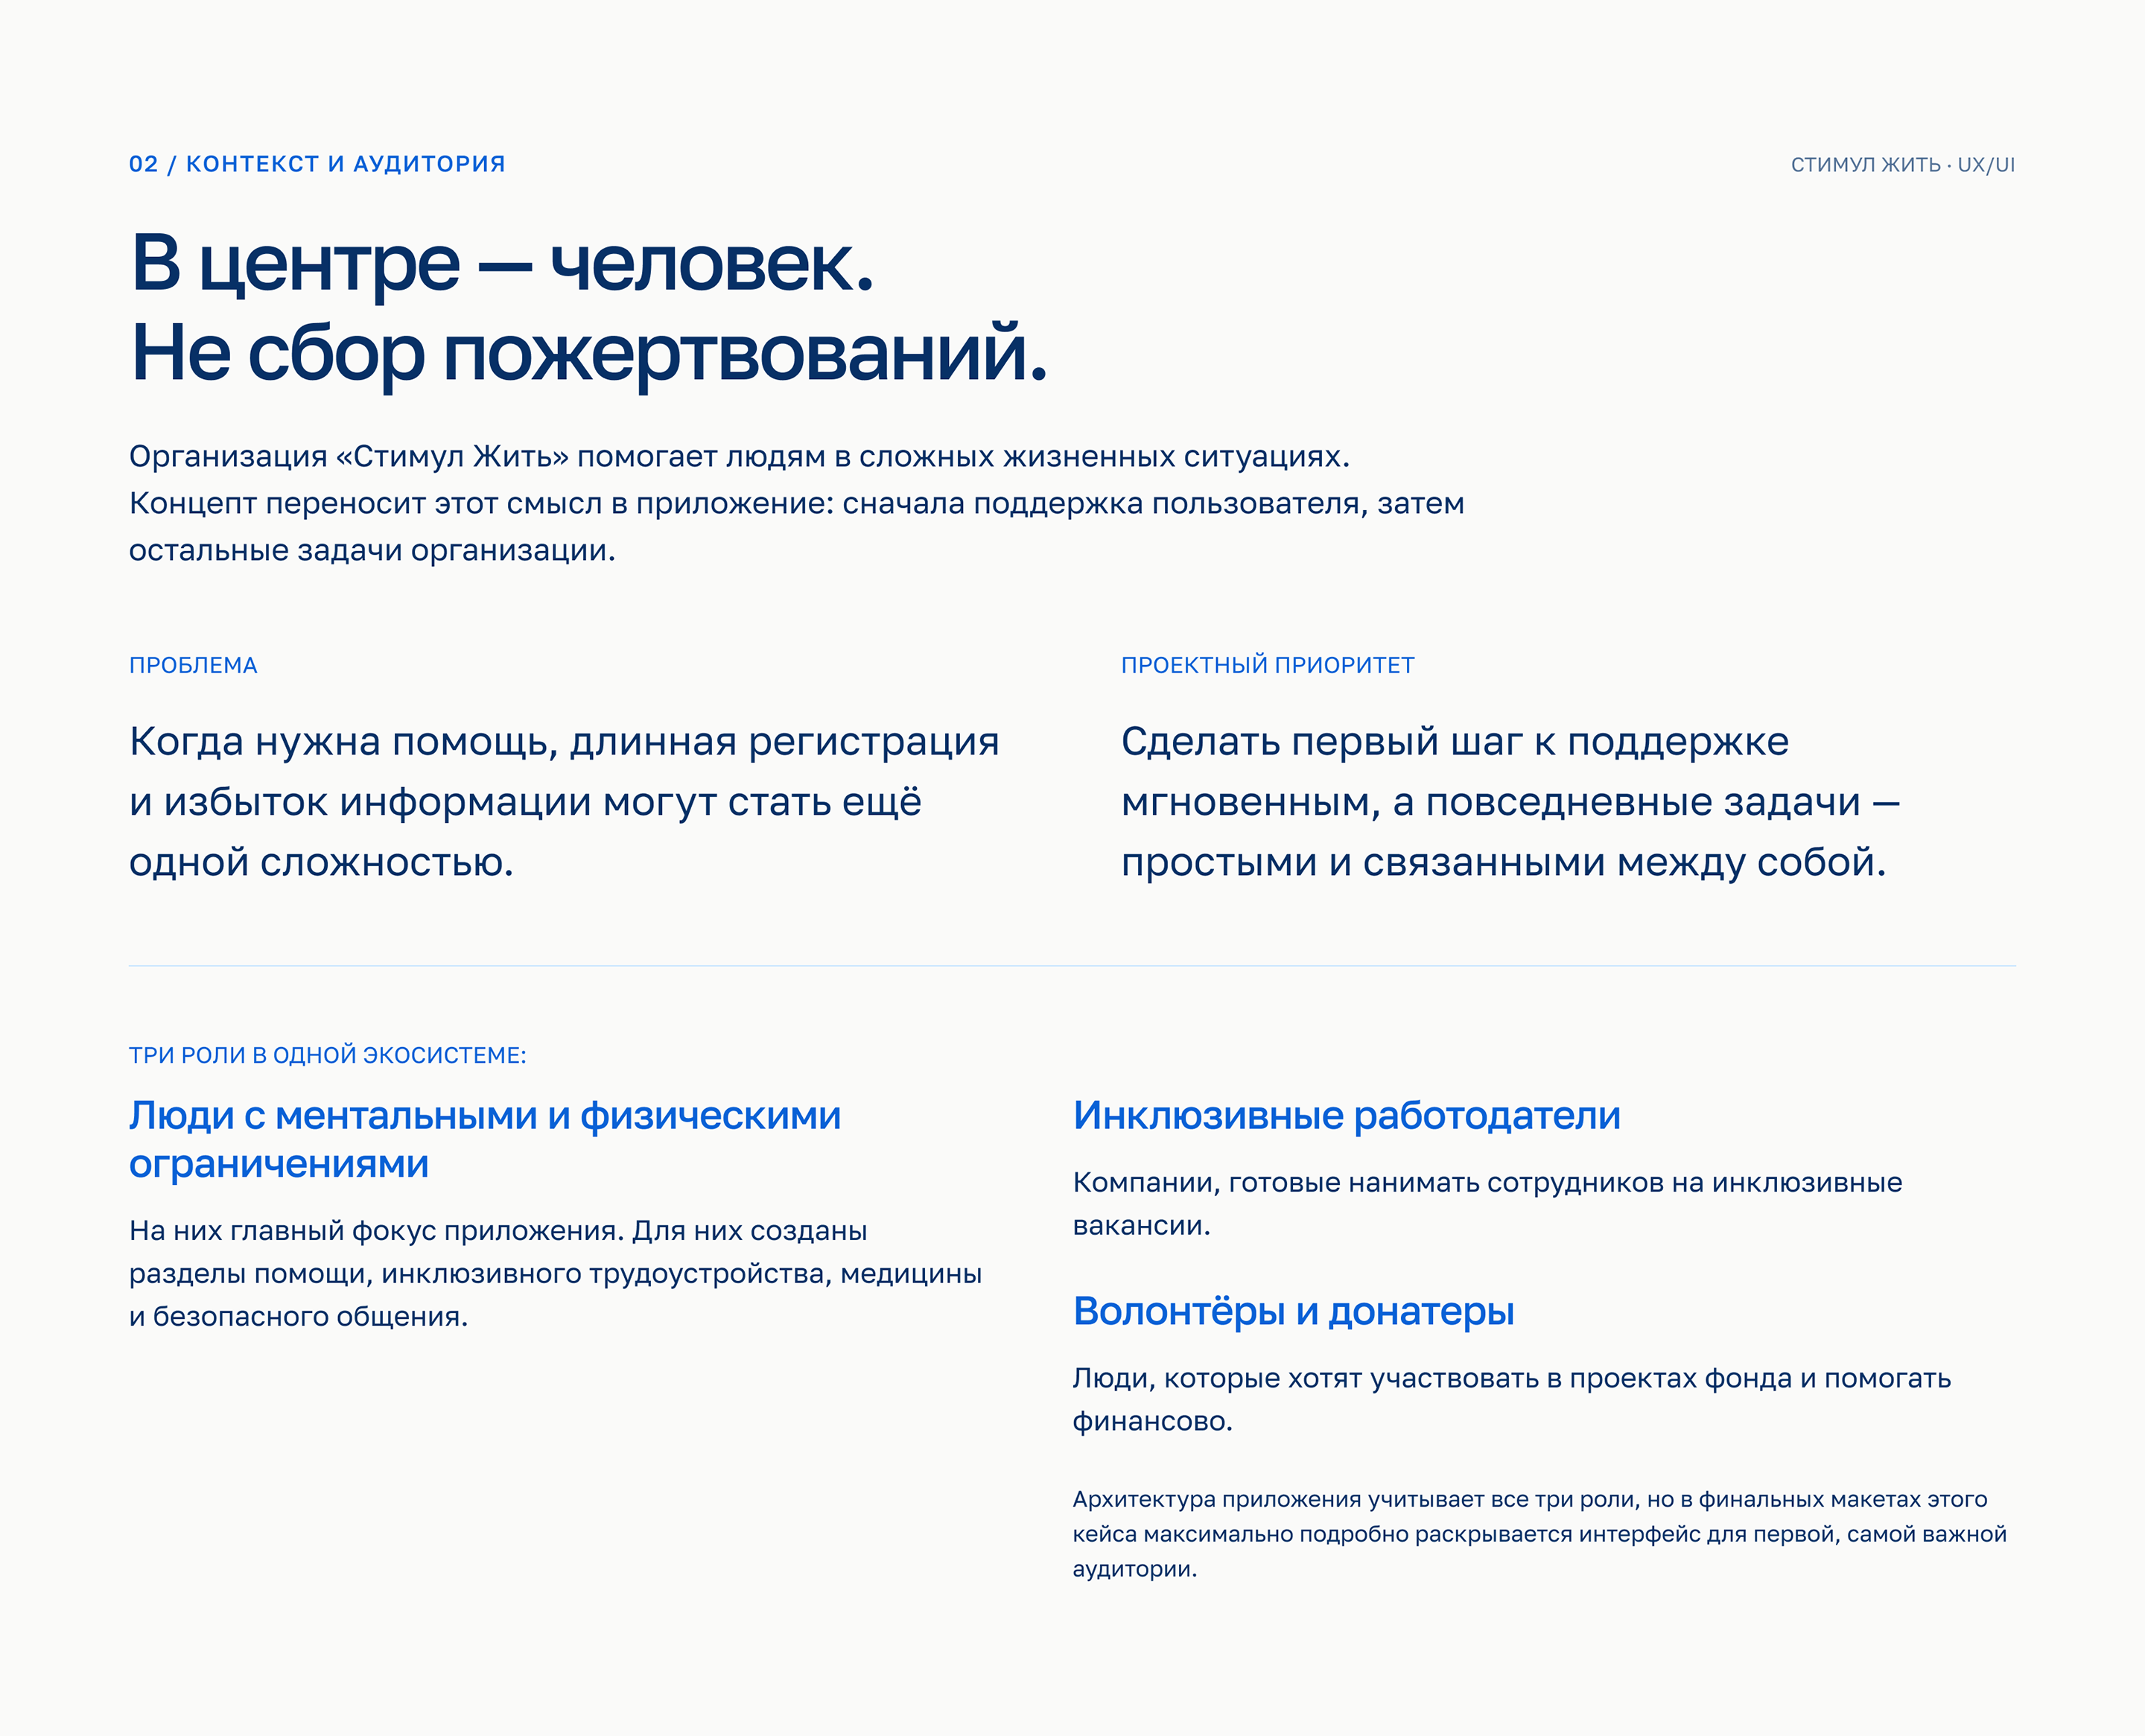 02 / КОНТЕКСТ И АУДИТОРИЯ
СТИМУЛ ЖИТЬ · UX/UI
В центре — человек.
Не сбор пожертвований.
Организация «Стимул Жить» помогает людям в сложных жизненных ситуациях.
Концепт переносит этот смысл в приложение: сначала поддержка пользователя, затем
остальные задачи организации.
ПРОБЛЕМА
Когда нужна помощь, длинная регистрация
и избыток информации могут стать ещё
одной сложностью.
ПРОЕКТНЫЙ ПРИОРИТЕТ
Сделать первый шаг к поддержке
мгновенным, а повседневные задачи —
простыми и связанными между собой.
ТРИ РОЛИ В ОДНОЙ ЭКОСИСТЕМЕ:
Люди с ментальными и физическими
ограничениями
На них главный фокус приложения. Для них созданы
разделы помощи, инклюзивного трудоустройства, медицины
и безопасного общения.
Инклюзивные работодатели
Компании, готовые нанимать сотрудников на инклюзивные
вакансии.
Волонтёры и донатеры
Люди, которые хотят участвовать в проектах фонда и помогать
финансово.
Архитектура приложения учитывает все три роли, но в финальных макетах этого
кейса максимально подробно раскрывается интерфейс для первой, самой важной
аудитории.